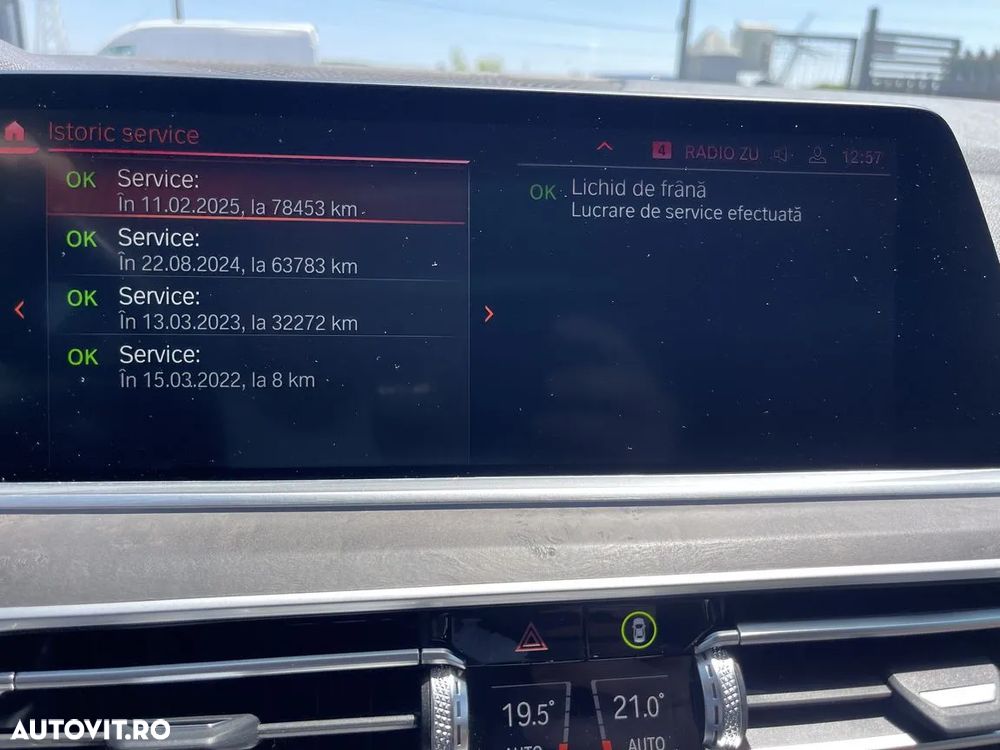 Istoric service
4 RADIO ZU 12:57
OK Service:
În 11.02.2025, la 78453 km
OK Service:
În 22.08.2024, la 63783 km
OK Service:
În 13.03.2023, la 32272 km
OK Service:
În 15.03.2022, la 8 km
OK Lichid de frână
Lucrare de service efectuată
19.5° 21.0°
AUTO AUTO
AUTOVIT.RO